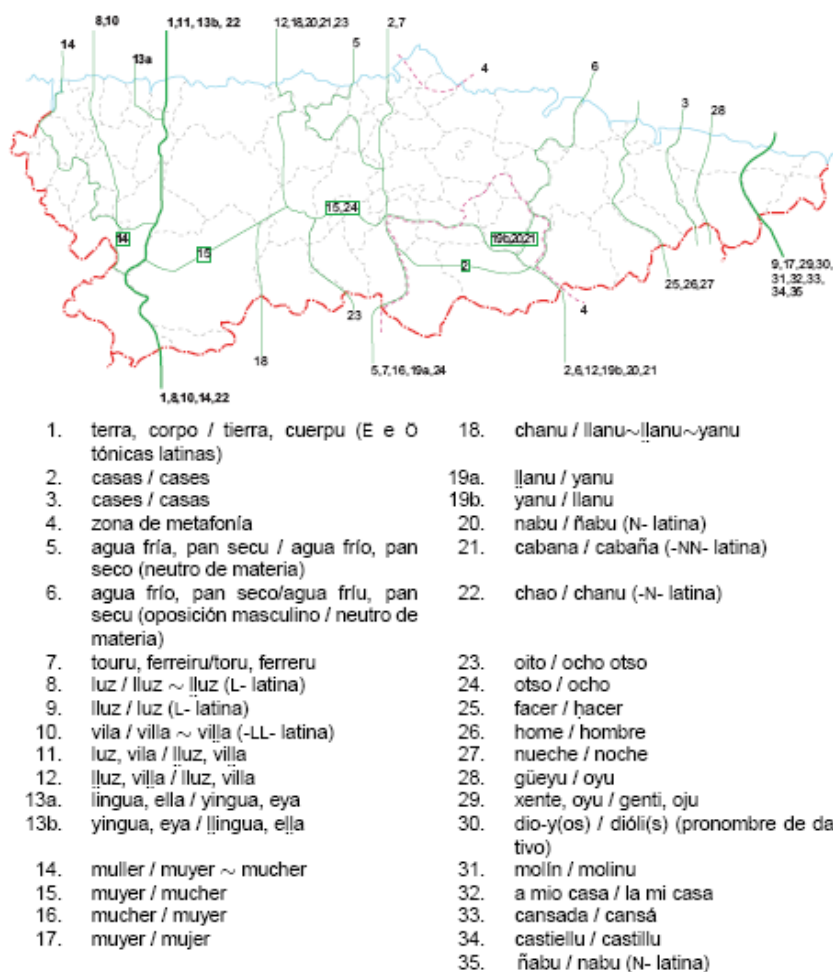 14
8,10
1,11, 13b, 22
13a
12,18,20,21,23
5
2,7
4
6
3
28
14
15
15,24
19b,20,21
2
18
23
5,7,16,19a,24
4
2,6,12,19b,20,21
25,26,27
9,17,29,30,
31,32,33,
34,35
1,8,10,14,22
1. terra, corpo / tierra, cuerpu (E e O
tónicas latinas)
2. casas / cases
3. cases / casas
4. zona de metafonía
5. agua fría, pan secu / agua frío, pan
seco (neutro de materia)
6. agua frío, pan seco/agua fríu, pan
secu (oposición masculino / neutro de
materia)
7. touru, ferreiru/toru, ferreru
8. luz / lluz ~ ḷḷuz (L- latina)
9. lluz / luz (L- latina)
10. vila / villa ~ viḷḷa (-LL- latina)
11. luz, vila / ḷḷuz, viḷḷa
12. ḷḷuz, viḷḷa / lluz, villa
13a. lingua, ella / yingua, eya
13b. yingua, eya / ḷḷingua, eḷḷa
14. muller / muyer ~ mucher
15. muyer / mucher
16. mucher / muyer
17. muyer / mujer
18. chanu / llanu~ḷḷanu~yanu
19a. ḷḷanu / yanu
19b. yanu / llanu
20. nabu / ñabu (N- latina)
21. cabana / cabaña (-NN- latina)
22. chao / chanu (-N- latina)
23. oito / ocho otso
24. otso / ocho
25. facer / ḥacer
26. home / hombre
27. nueche / noche
28. güeyu / oyu
29. xente, oyu / genti, oju
30. dio-y(os) / dióli(s) (pronombre de da
tivo)
31. molín / molinu
32. a mio casa / la mi casa
33. cansada / cansá
34. castiellu / castillu
35. ñabu / nabu (N- latina)